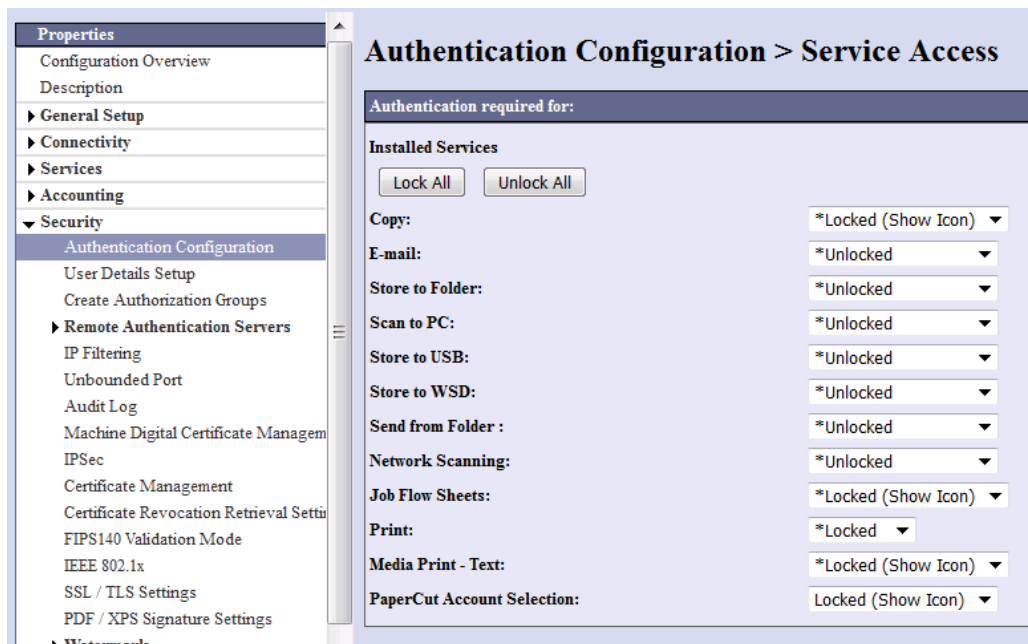 Properties
Configuration Overview
Description
General Setup
Connectivity
Services
Accounting
Security
Authentication Configuration
User Details Setup
Create Authorization Groups
Remote Authentication Servers
IP Filtering
Unbounded Port
Audit Log
Machine Digital Certificate Managem
IPSec
Certificate Management
Certificate Revocation Retrieval Settin
FIPS140 Validation Mode
IEEE 802.1x
SSL / TLS Settings
PDF / XPS Signature Settings
Watermark
Authentication Configuration > Service Access
Authentication required for:
Installed Services
Lock All Unlock All
Copy: *Locked (Show Icon)
E-mail: *Unlocked
Store to Folder: *Unlocked
Scan to PC: *Unlocked
Store to USB: *Unlocked
Store to WSD: *Unlocked
Send from Folder : *Unlocked
Network Scanning: *Unlocked
Job Flow Sheets: *Locked (Show Icon)
Print: *Locked
Media Print - Text: *Locked (Show Icon)
PaperCut Account Selection: Locked (Show Icon)